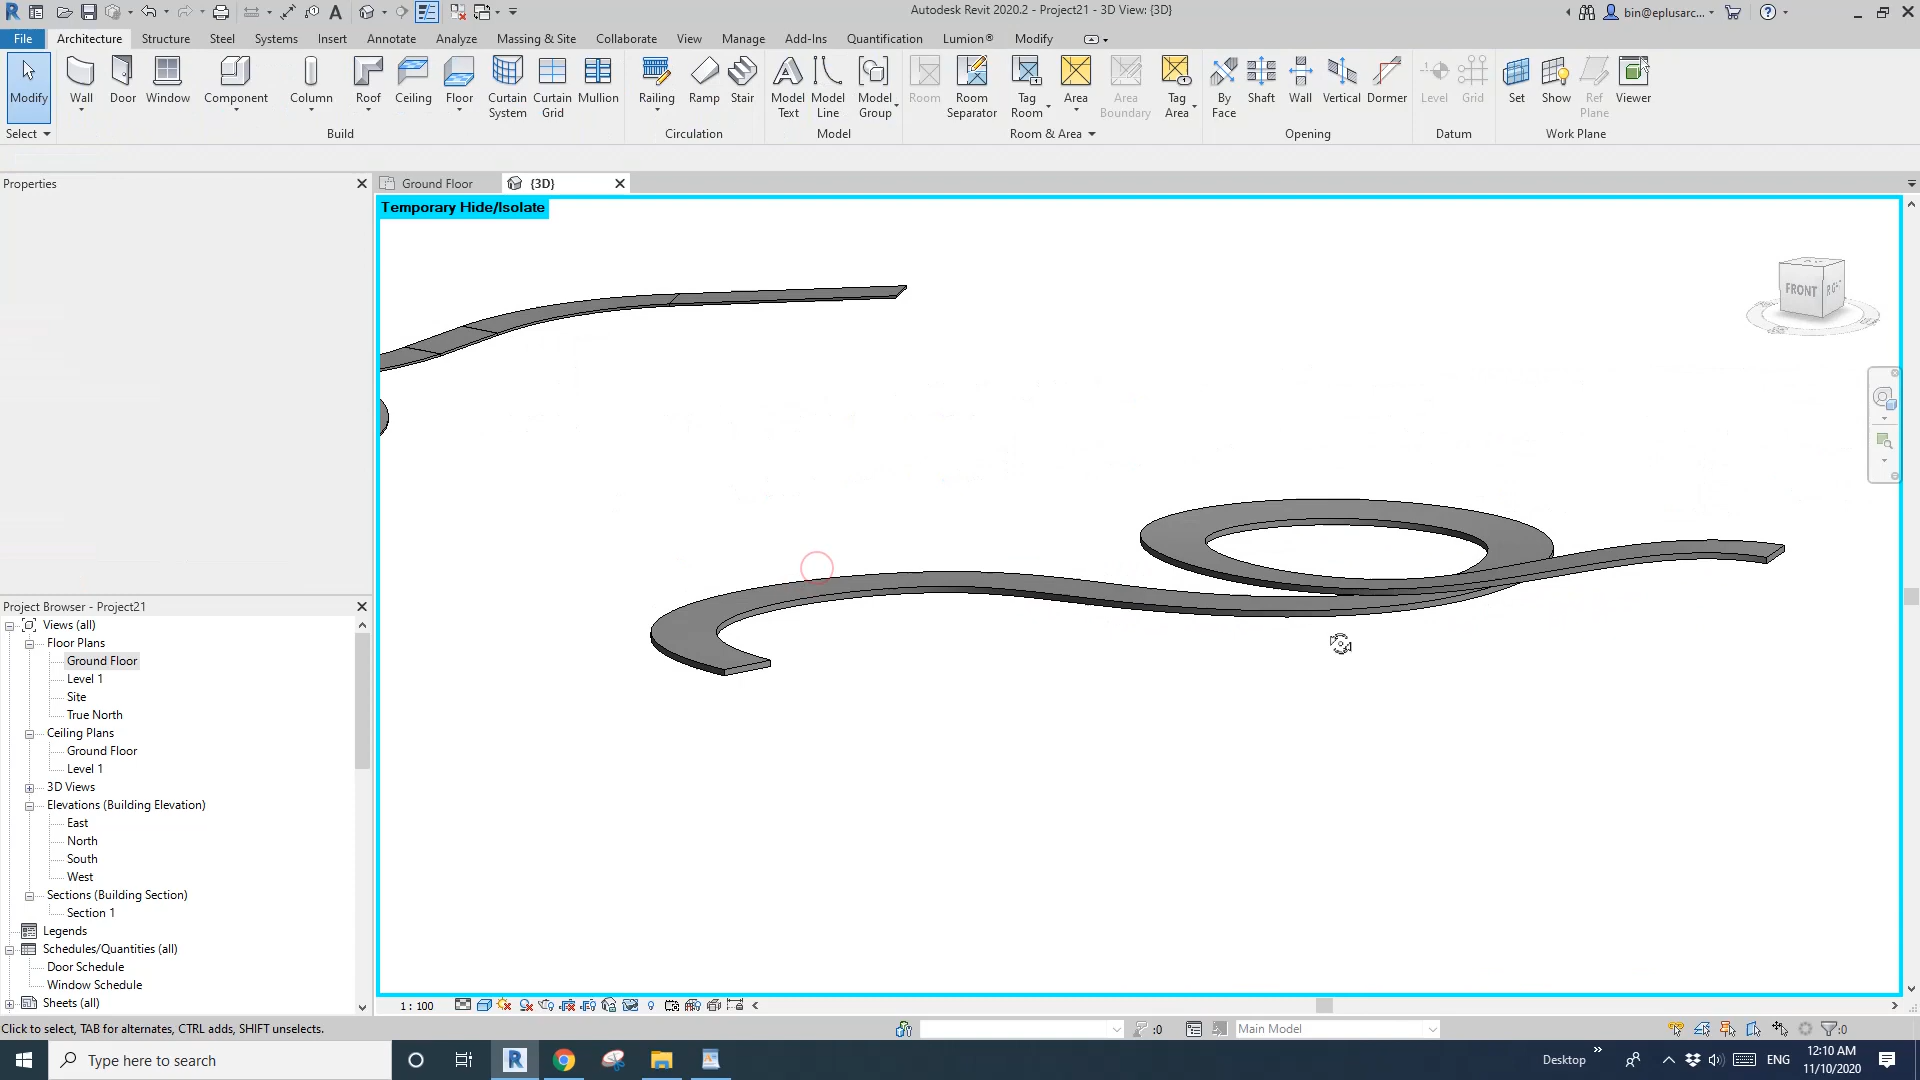 Autodesk Revit 2020.2 - Project21 - 3D View: {3D}
bin@eplusarc...
File
Architecture
Structure
Steel
Systems
Insert
Annotate
Analyze
Massing & Site
Collaborate
View
Manage
Add-Ins
Quantification
Lumion®
Modify
Modify
Wall
Door
Window
Component
Column
Roof
Ceiling
Floor
Curtain
System
Curtain
Grid
Mullion
Railing
Ramp
Stair
Model
Text
Model
Line
Model
Group
Room
Room
Separator
Tag
Room
Area
Area
Boundary
Tag
Area
By
Face
Shaft
Wall
Vertical
Dormer
Level
Grid
Set
Show
Ref
Plane
Viewer
Select
Build
Circulation
Model
Room & Area
Opening
Datum
Work Plane
Properties
Ground Floor
{3D}
Temporary Hide/Isolate
FRONT
Project Browser - Project21
Views (all)
Floor Plans
Ground Floor
Level 1
Site
True North
Ceiling Plans
Ground Floor
Level 1
3D Views
Elevations (Building Elevation)
East
North
South
West
Sections (Building Section)
Section 1
Legends
Schedules/Quantities (all)
Door Schedule
Window Schedule
Sheets (all)
1 : 100
Click to select, TAB for alternates, CTRL adds, SHIFT unselects.
:0
Main Model
:0
Type here to search
Desktop
ENG
12:10 AM
11/10/2020